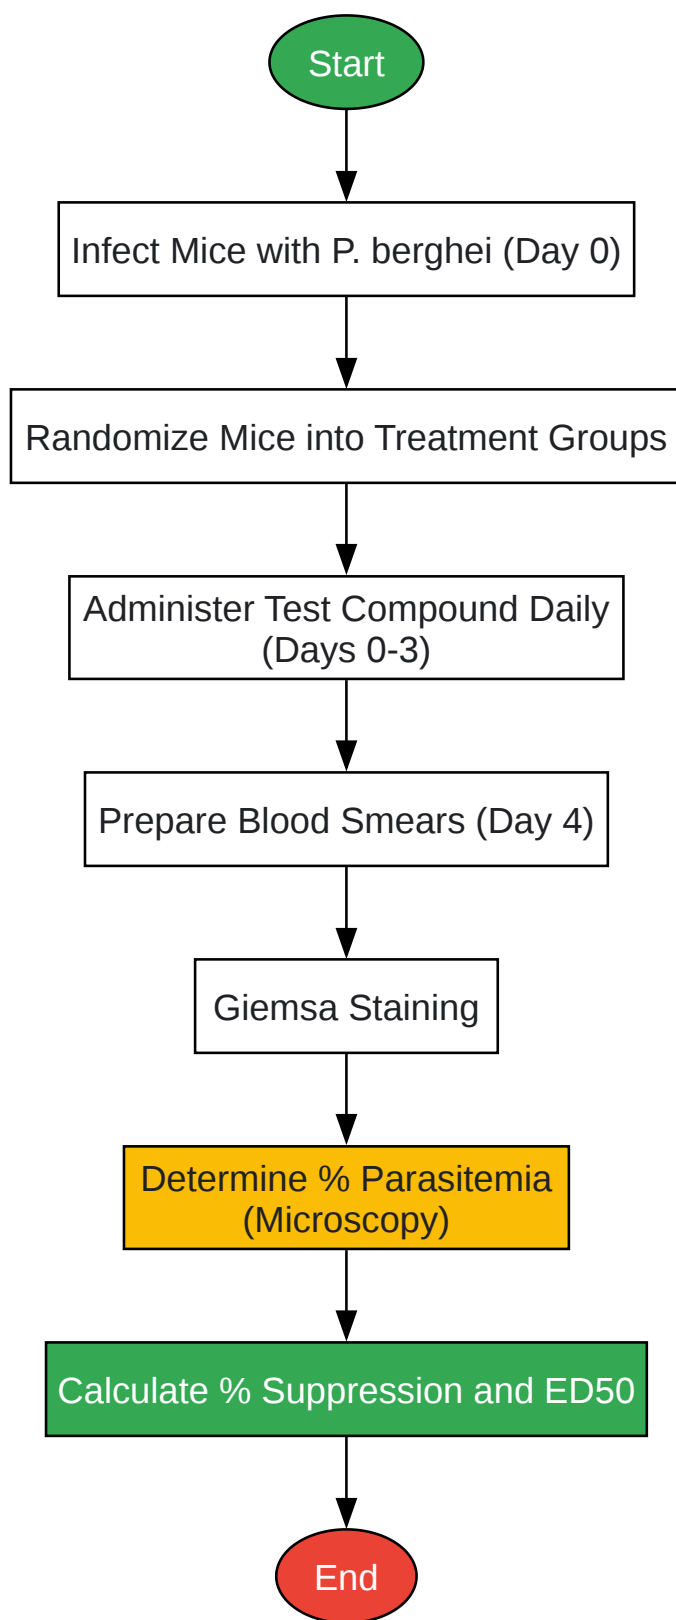 Start
Infect Mice with P. berghei (Day 0)
Randomize Mice into Treatment Groups
Administer Test Compound Daily
(Days 0-3)
Prepare Blood Smears (Day 4)
Giemsa Staining
Determine % Parasitemia
(Microscopy)
Calculate % Suppression and ED50
End